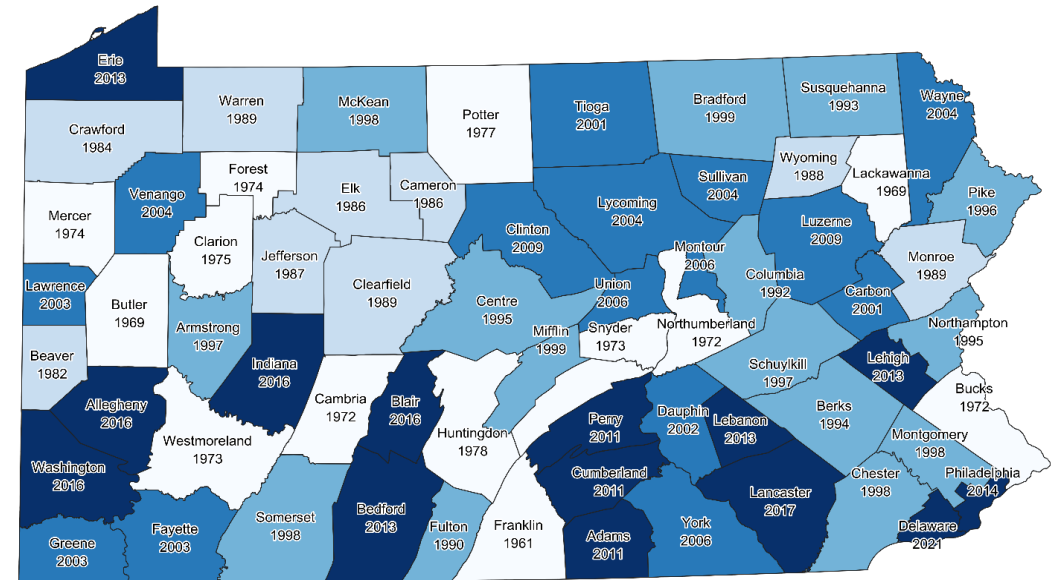 Erie
2013
Warren
1989
McKean
1998
Potter
1977
Tioga
2001
Bradford
1999
Susquehanna
1993
Wayne
2004
Crawford
1984
Forest
1974
Venango
2004
Elk
1986
Cameron
1986
Sullivan
2004
Wyoming
1988
Lackawanna
1969
Pike
1996
Mercer
1974
Clarion
1975
Jefferson
1987
Clearfield
1989
Clinton
2009
Lycoming
2004
Montour
2006
Columbia
1992
Luzerne
2009
Monroe
1989
Carbon
2001
Lawrence
2003
Butler
1969
Armstrong
1997
Centre
1995
Union
2006
Mifflin
1999
Snyder
1973
Northumberland
1972
Northampton
1995
Beaver
1982
Indiana
2016
Schuylkill
1997
Lehigh
2013
Bucks
1972
Allegheny
2016
Westmoreland
1973
Cambria
1972
Blair
2016
Huntingdon
1978
Perry
2011
Dauphin
2002
Lebanon
2013
Berks
1994
Montgomery
1998
Washington
2016
Cumberland
2011
Lancaster
2017
Chester
1998
Philadelphia
2014
Greene
2003
Fayette
2003
Somerset
1998
Bedford
2013
Fulton
1990
Franklin
1961
Adams
2011
York
2006
Delaware
2021